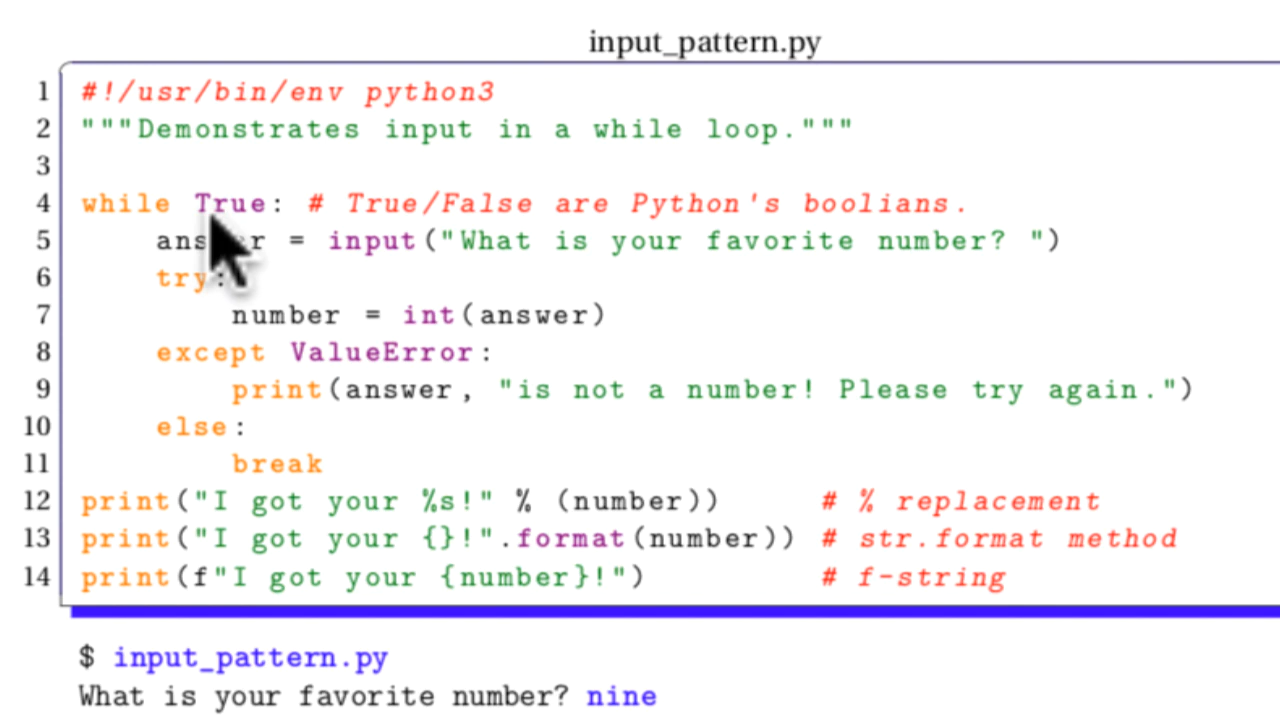 input_pattern.py
1 #!/usr/bin/env python3
2 """Demonstrates input in a while loop."""
3
4 while True: # True/False are Python's boolians.
5     = input("What is your favorite number? ")
6     try:
7         number = int(answer)
8     except ValueError:
9         print(answer, "is not a number! Please try again.")
10     else:
11         break
12 print("I got your %s!" % (number))     # % replacement
13 print("I got your {}!".format(number)) # str.format method
14 print(f"I got your {number}!")         # f-string
$ input_pattern.py
What is your favorite number? nine